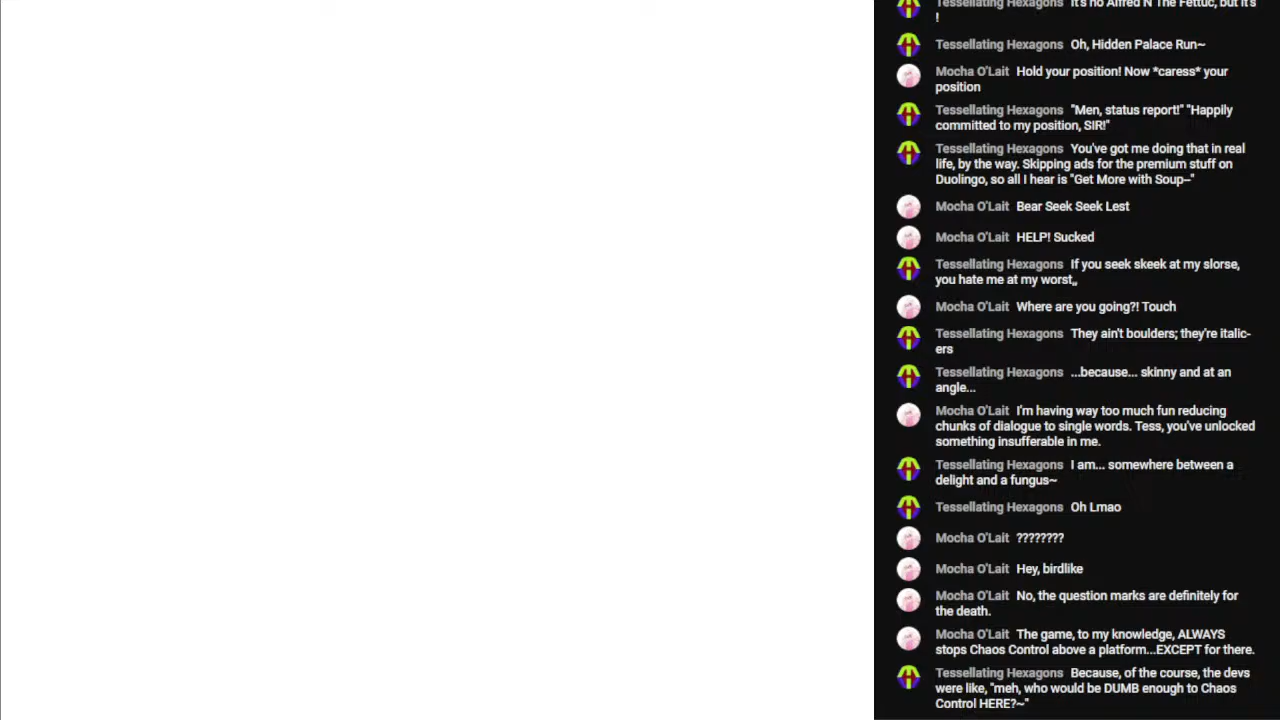 Tessellating Hexagons It's no Alfred N The Fettuc, but it's
!
Tessellating Hexagons Oh, Hidden Palace Run~
Mocha O'Lait Hold your position! Now *caress* your
position
Tessellating Hexagons "Men, status report!" "Happily
committed to my position, SIR!"
Tessellating Hexagons You've got me doing that in real
life, by the way. Skipping ads for the premium stuff on
Duolingo, so all I hear is "Get More with Soup–"
Mocha O'Lait Bear Seek Seek Lest
Mocha O'Lait HELP! Sucked
Tessellating Hexagons If you seek skeek at my slorse,
you hate me at my worst,,
Mocha O'Lait Where are you going?! Touch
Tessellating Hexagons They ain't boulders; they're italic-
ers
Tessellating Hexagons ...because... skinny and at an
angle...
Mocha O'Lait I'm having way too much fun reducing
chunks of dialogue to single words. Tess, you've unlocked
something insufferable in me.
Tessellating Hexagons I am... somewhere between a
delight and a fungus~
Tessellating Hexagons Oh Lmao
Mocha O'Lait ????????
Mocha O'Lait Hey, birdlike
Mocha O'Lait No, the question marks are definitely for
the death.
Mocha O'Lait The game, to my knowledge, ALWAYS
stops Chaos Control above a platform...EXCEPT for there.
Tessellating Hexagons Because, of the course, the devs
were like, "meh, who would be DUMB enough to Chaos
Control HERE?~"